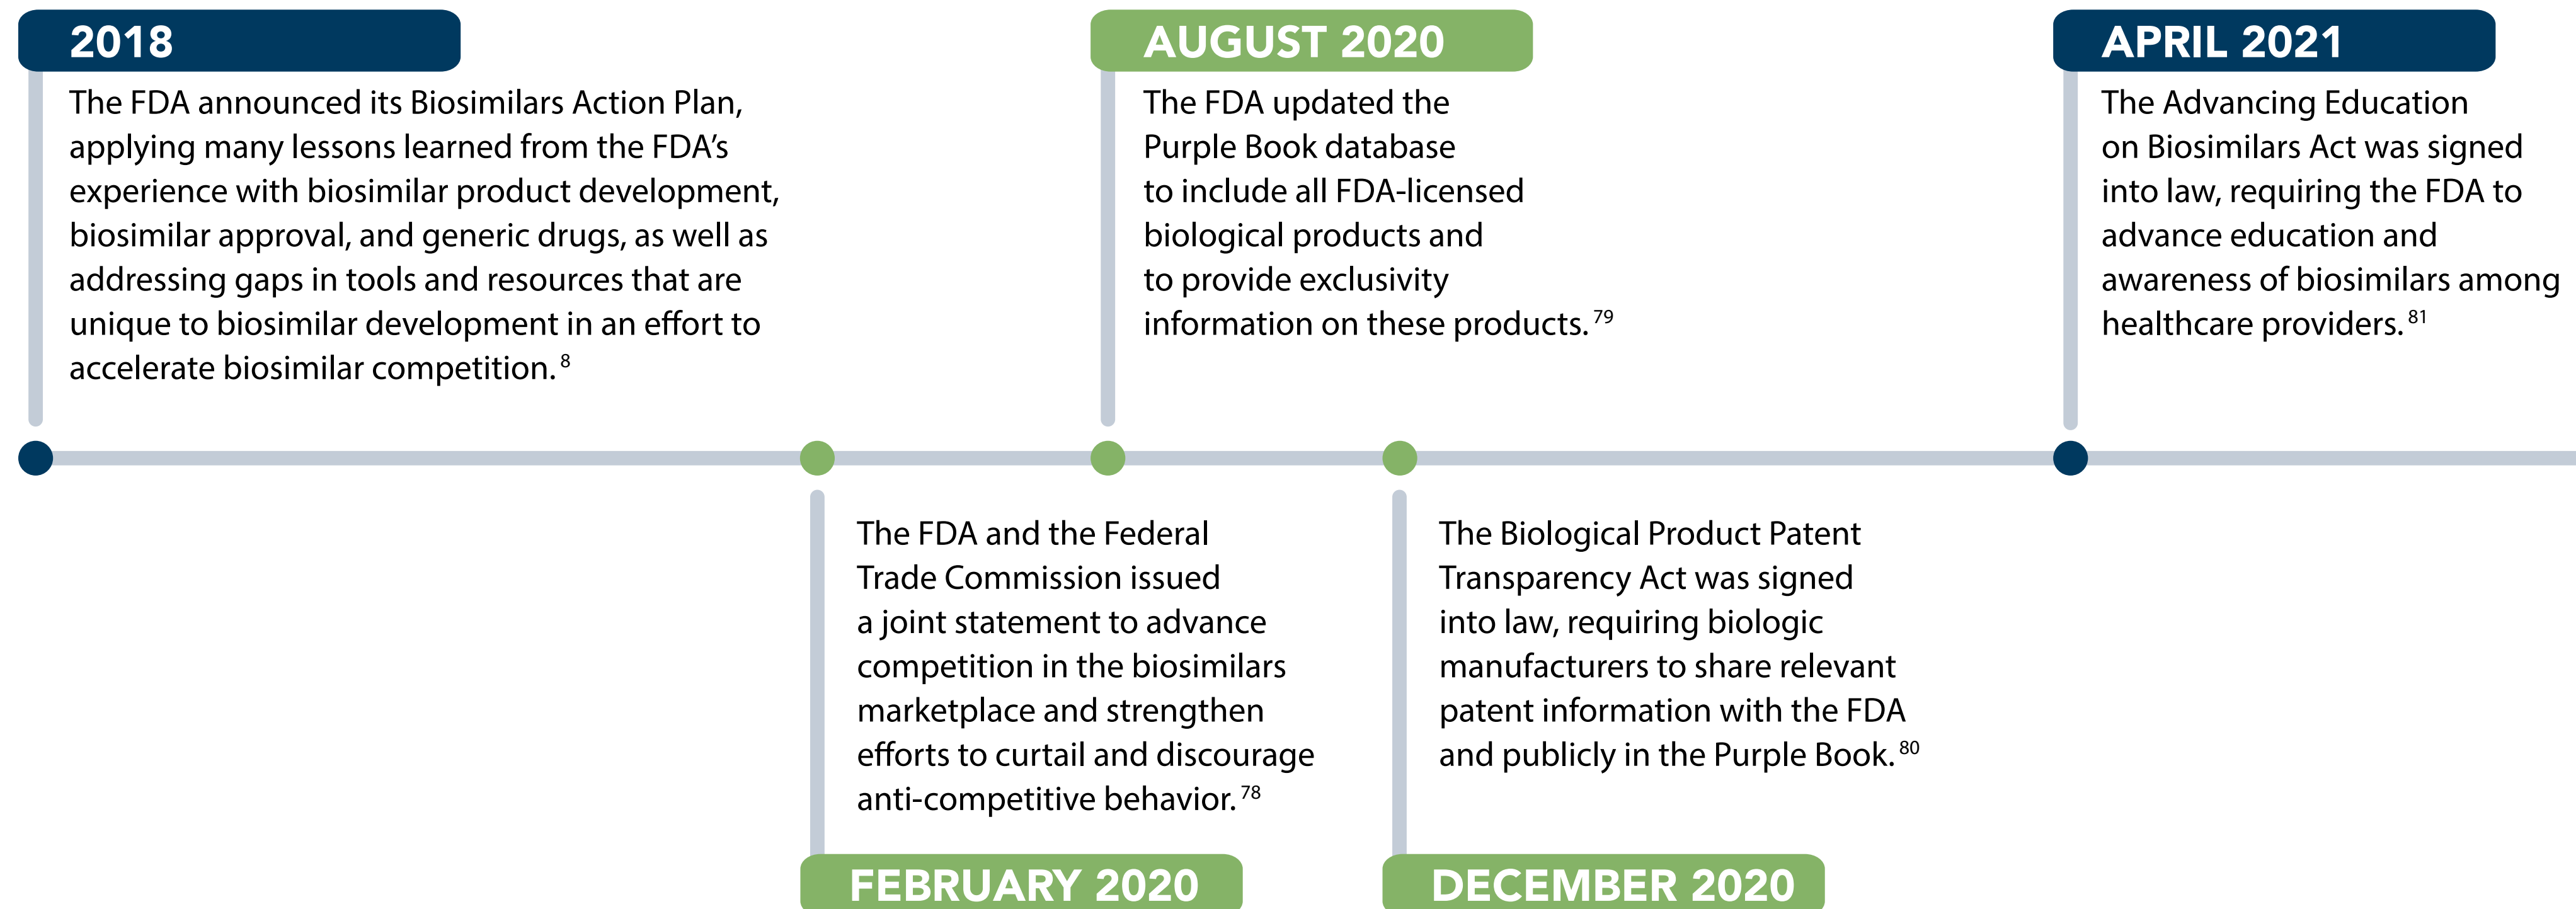 2018
The FDA announced its Biosimilars Action Plan,
applying many lessons learned from the FDA's
experience with biosimilar product development,
biosimilar approval, and generic drugs, as well as
addressing gaps in tools and resources that are
unique to biosimilar development in an effort to
accelerate biosimilar competition. 8
AUGUST 2020
The FDA updated the
Purple Book database
to include all FDA-licensed
biological products and
to provide exclusivity
information on these products. 79
APRIL 2021
The Advancing Education
on Biosimilars Act was signed
into law, requiring the FDA to
advance education and
awareness of biosimilars among
healthcare providers. 81
The FDA and the Federal
Trade Commission issued
a joint statement to advance
competition in the biosimilars
marketplace and strengthen
efforts to curtail and discourage
anti-competitive behavior. 78
FEBRUARY 2020
The Biological Product Patent
Transparency Act was signed
into law, requiring biologic
manufacturers to share relevant
patent information with the FDA
and publicly in the Purple Book. 80
DECEMBER 2020